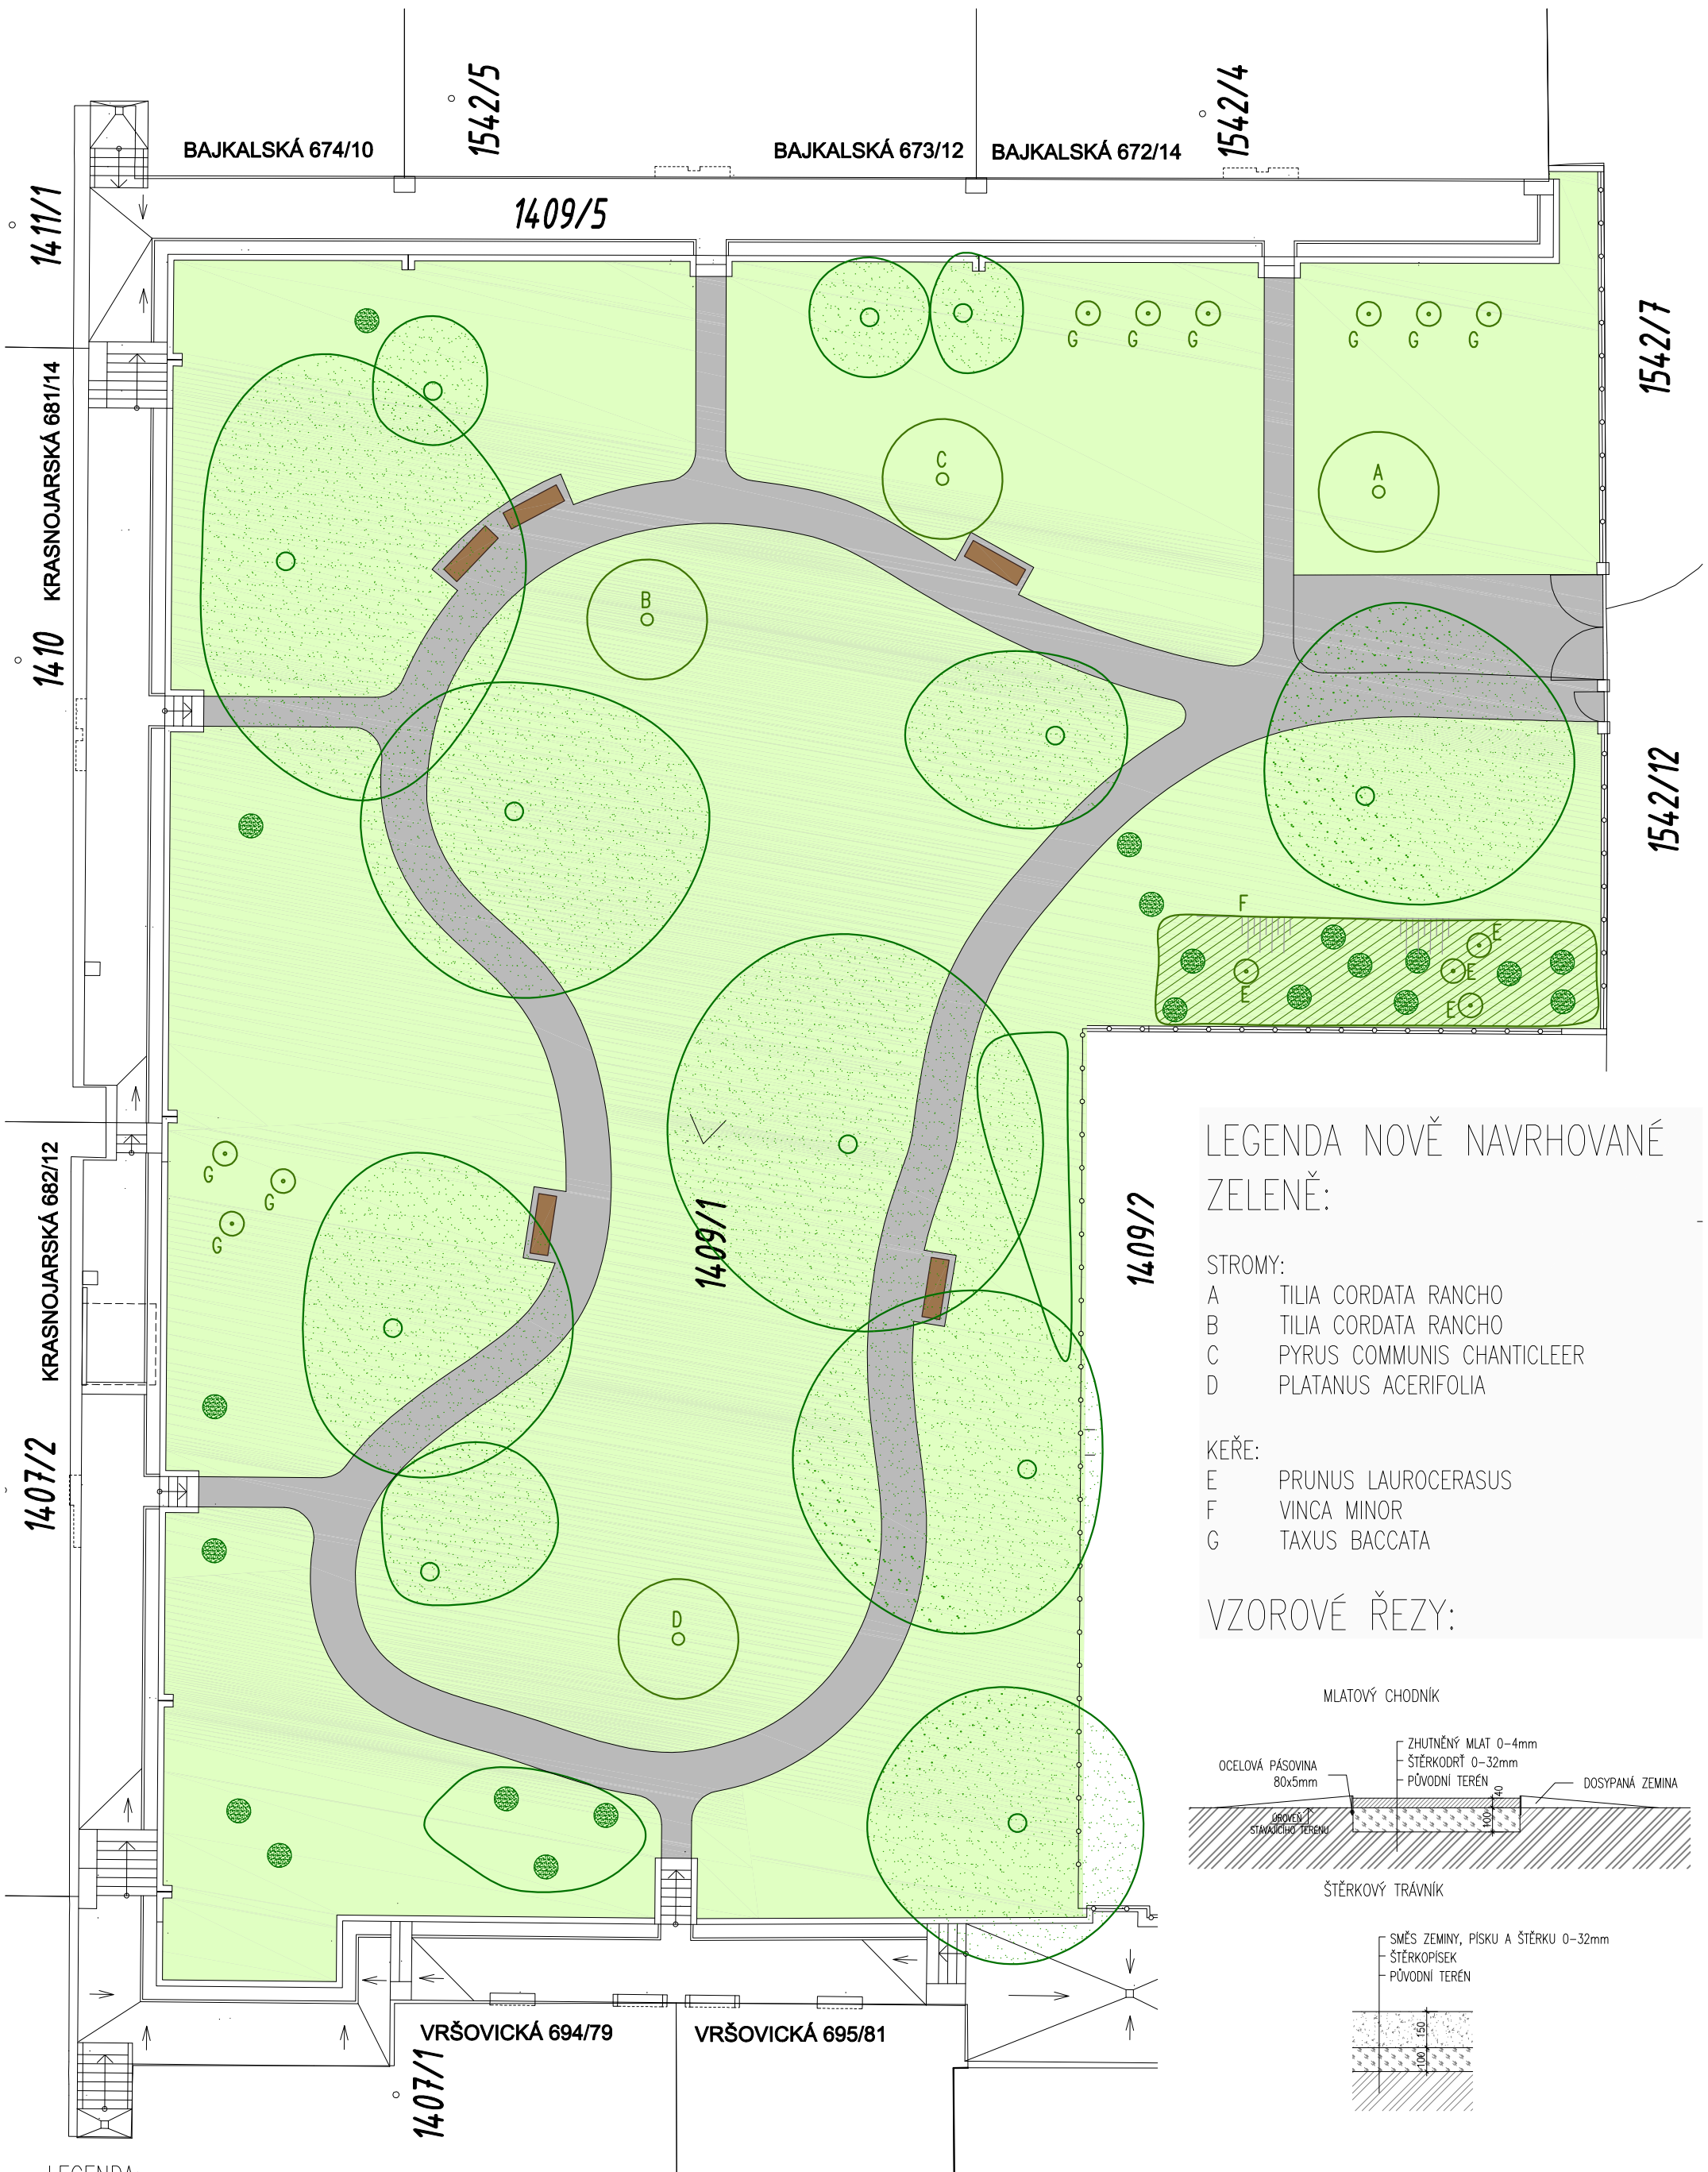 1542/5
1542/4
BAJKALSKÁ 674/10
BAJKALSKÁ 673/12
BAJKALSKÁ 672/14
1411/1
1409/5
G
G
G
G
G
G
1542/7
KRASNOJARSKÁ 681/14
C
A
B
1410
1542/12
F
E
E
E
E
LEGENDA NOVĚ NAVRHOVANÉ
ZELENĚ:
STROMY:
A TILIA CORDATA RANCHO
B TILIA CORDATA RANCHO
C PYRUS COMMUNIS CHANTICLEER
D PLATANUS ACERIFOLIA
KEŘE:
E PRUNUS LAUROCERASUS
F VINCA MINOR
G TAXUS BACCATA
VZOROVÉ ŘEZY:
KRASNOJARSKÁ 682/12
G
G
G
1409/1
1409/2
1407/2
D
MLATOVÝ CHODNÍK
ZHUTNĚNÝ MLAT 0-4mm
ŠTĚRKODRŤ 0-32mm
PŮVODNÍ TERÉN
OCELOVÁ PÁSOVINA
80x5mm
DOSYPANÁ ZEMINA
40
100
ÚROVEŇ
STÁVAJÍCÍHO TERÉNU
ŠTĚRKOVÝ TRÁVNÍK
SMĚS ZEMINY, PÍSKU A ŠTĚRKU 0-32mm
ŠTĚRKOPÍSEK
PŮVODNÍ TERÉN
150
100
VRŠOVICKÁ 694/79
VRŠOVICKÁ 695/81
1407/1
LEGENDA